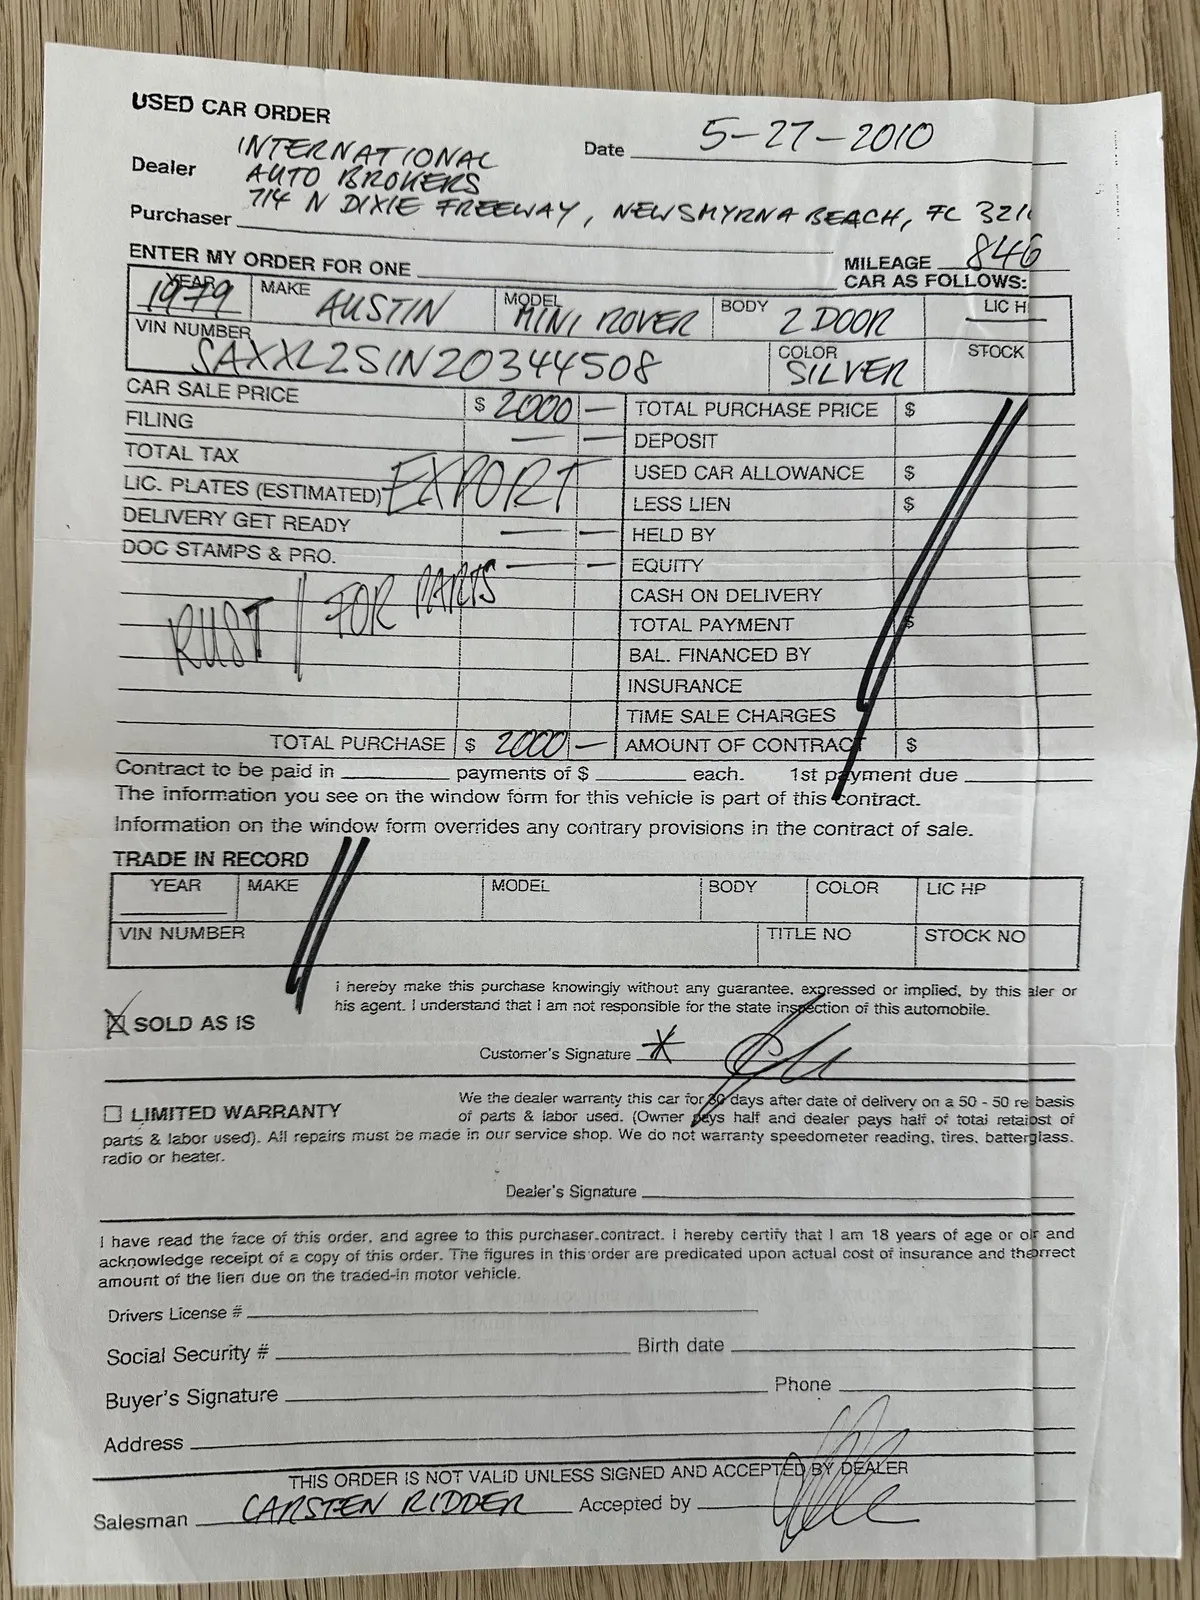 USED CAR ORDER
Date 5-27-2010
Dealer INTERNATIONAL
AUTO BROKERS
714 N DIXIE FREEWAY, NEW SMYRNA BEACH, FL
Purchaser
ENTER MY ORDER FOR ONE
MILEAGE 846
CAR AS FOLLOWS:
YEAR 1979 MAKE AUSTIN MODEL MINI ROVER BODY 2 DOOR LIC H
VIN NUMBER SAXXL2SIN20344508 COLOR SILVER STOCK
CAR SALE PRICE $ 2000 — TOTAL PURCHASE PRICE $
FILING — — DEPOSIT
TOTAL TAX USED CAR ALLOWANCE $
LIC. PLATES (ESTIMATED) EXPORT LESS LIEN $
DELIVERY GET READY — — HELD BY
DOC STAMPS & PRO. — — EQUITY
RUST // FOR PARTS
CASH ON DELIVERY
TOTAL PAYMENT $
BAL. FINANCED BY
INSURANCE
TIME SALE CHARGES
TOTAL PURCHASE $ 2000 — AMOUNT OF CONTRACT $
Contract to be paid in payments of $ each. 1st payment due
The information you see on the window form for this vehicle is part of this contract.
Information on the window form overrides any contrary provisions in the contract of sale.
TRADE IN RECORD
YEAR MAKE MODEL BODY COLOR LIC HP
VIN NUMBER TITLE NO STOCK NO
I hereby make this purchase knowingly without any guarantee, expressed or implied, by this aler or
his agent. I understand that I am not responsible for the state inspection of this automobile.
☒ SOLD AS IS
Customer's Signature *
We the dealer warranty this car for 30 days after date of delivery on a 50 - 50 re basis
☐ LIMITED WARRANTY of parts & labor used. (Owner pays half and dealer pays half of total retaost of
parts & labor used). All repairs must be made in our service shop. We do not warranty speedometer reading, tires, batterglass.
radio or heater.
Dealer's Signature
I have read the face of this order, and agree to this purchaser contract. I hereby certify that I am 18 years of age or olr and
acknowledge receipt of a copy of this order. The figures in this order are predicated upon actual cost of insurance and thorrect
amount of the lien due on the traded-in motor vehicle.
Drivers License #
Social Security # Birth date
Buyer's Signature Phone
Address
THIS ORDER IS NOT VALID UNLESS SIGNED AND ACCEPTED BY DEALER
Salesman CARSTEN RIDDER Accepted by